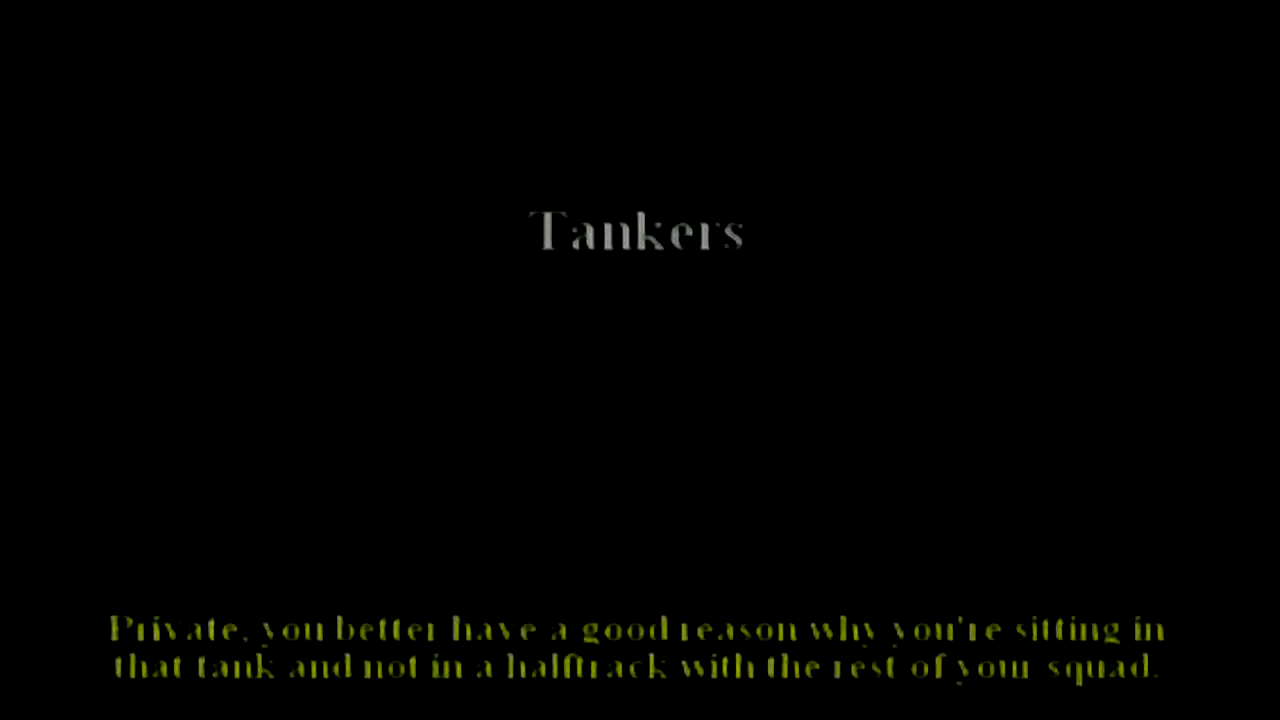 Tankers
Private, you better have a good reason why you're sitting in
that tank and not in a halftrack with the rest of your squad.